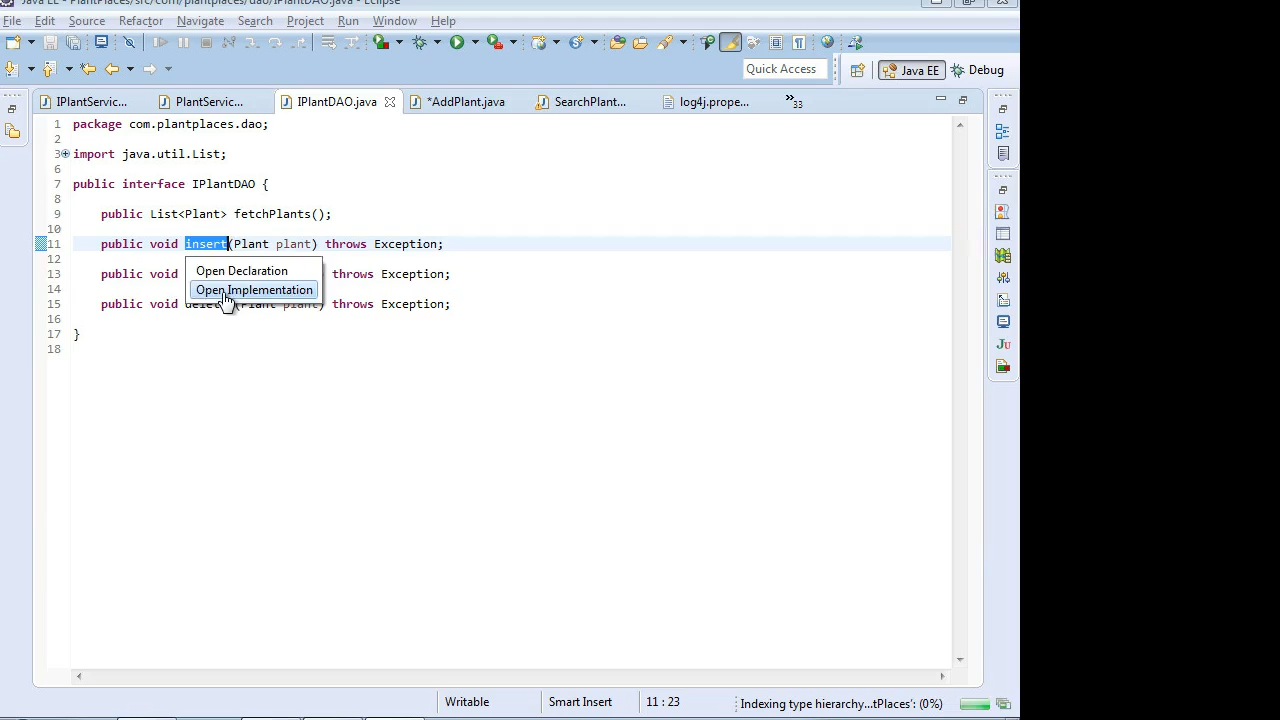 Java EE - PlantPlaces/src/com/plantplaces/dao/IPlantDAO.java - Eclipse
File Edit Source Refactor Navigate Search Project Run Window Help
Quick Access Java EE Debug
IPlantServic... PlantServic... IPlantDAO.java *AddPlant.java SearchPlant... log4j.prope... »33
1 package com.plantplaces.dao;
2
3 import java.util.List;
6
7 public interface IPlantDAO {
8
9 public List<Plant> fetchPlants();
10
11 public void insert(Plant plant) throws Exception;
12
Open Declaration
13 public void throws Exception;
14
Open Implementation
15 public void (Plant plant) throws Exception;
16
17 }
18
Writable Smart Insert 11 : 23 Indexing type hierarchy...tPlaces': (0%)